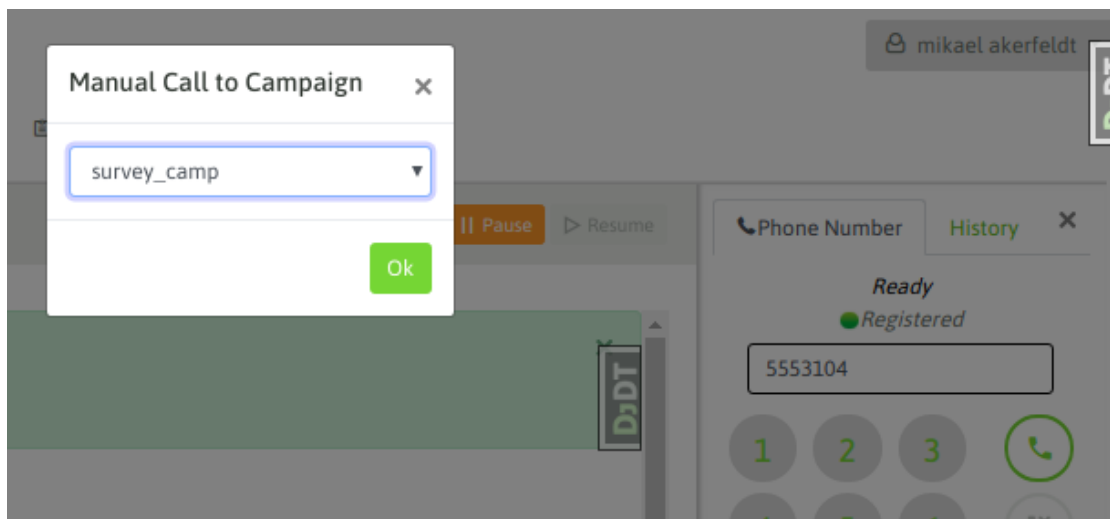 mikael akerfeldt
Manual Call to Campaign ×
survey_camp
Pause Resume
Phone Number History ×
Ok
Ready
Registered
5553104
DjDT
1 2 3